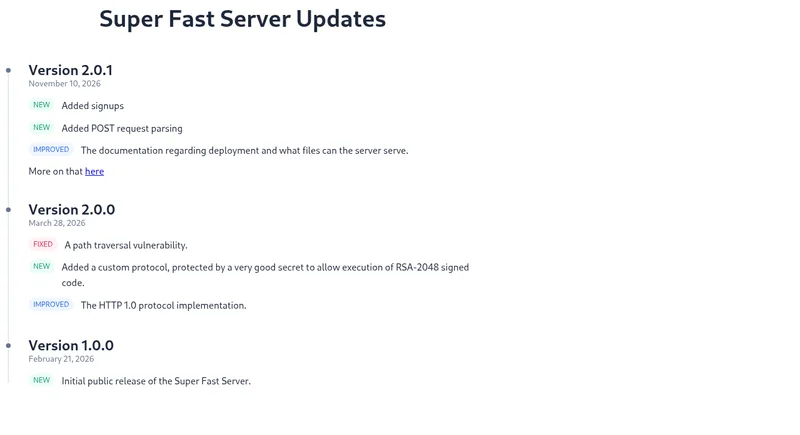 Super Fast Server Updates
Version 2.0.1
November 10, 2026
NEW Added signups
NEW Added POST request parsing
IMPROVED The documentation regarding deployment and what files can the server serve.
More on that here
Version 2.0.0
March 28, 2026
FIXED A path traversal vulnerability.
NEW Added a custom protocol, protected by a very good secret to allow execution of RSA-2048 signed
code.
IMPROVED The HTTP 1.0 protocol implementation.
Version 1.0.0
February 21, 2026
NEW Initial public release of the Super Fast Server.